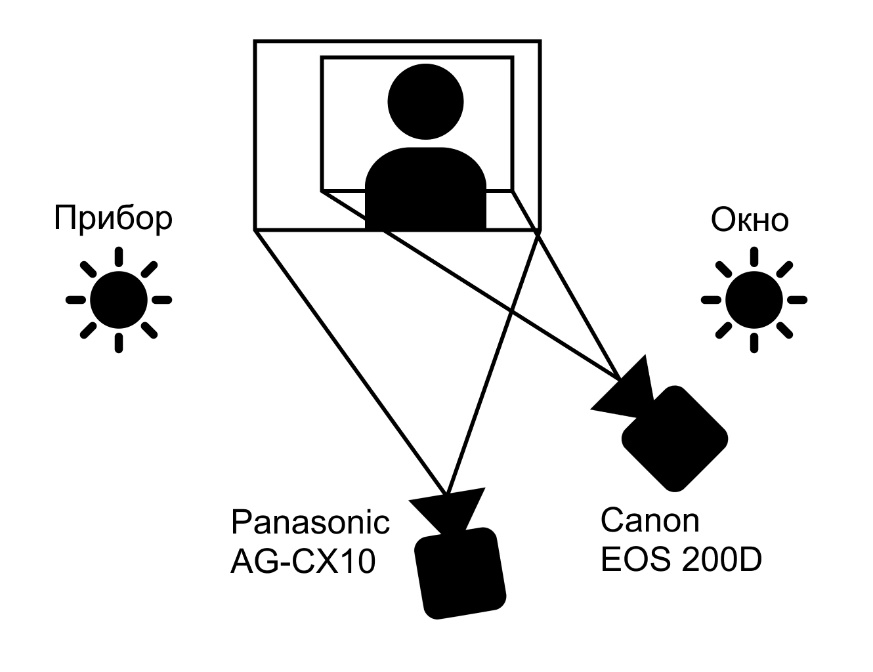 Прибор
Окно
Panasonic
AG-CX10
Canon
EOS 200D